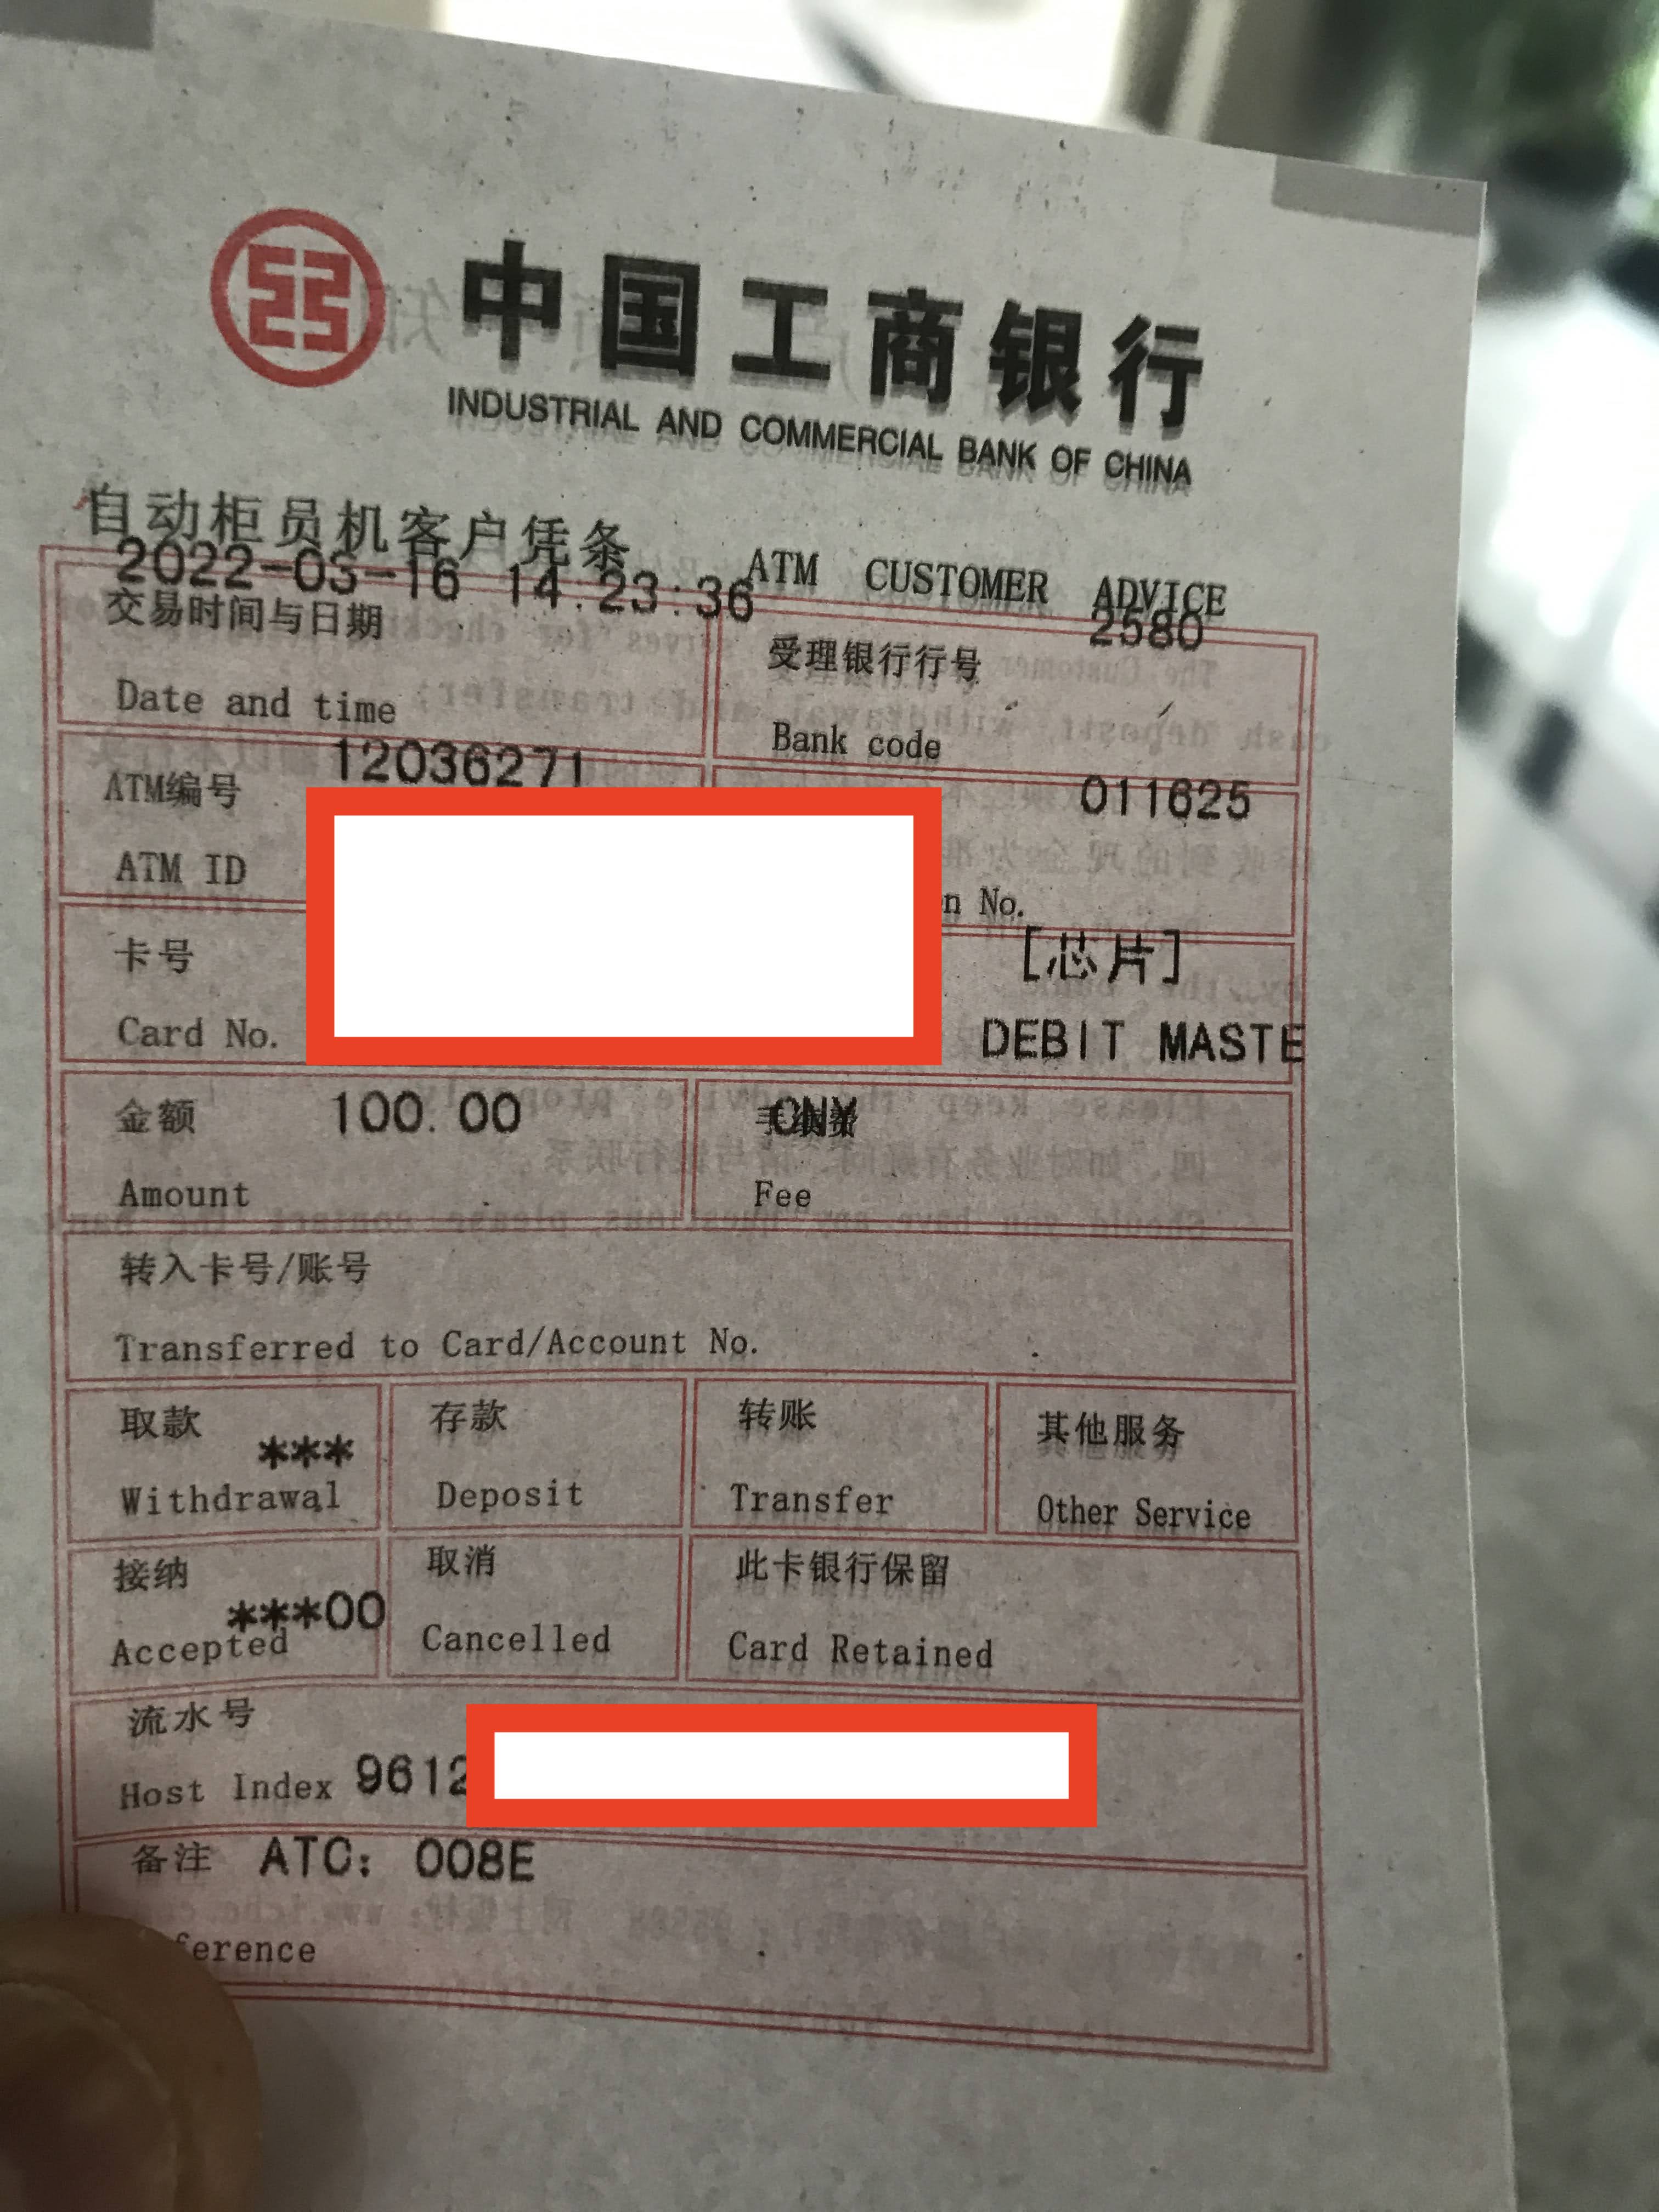 中国工商银行
INDUSTRIAL AND COMMERCIAL BANK OF CHINA
自动柜员机客户凭条 ATM CUSTOMER ADVICE
2022-03-16 14:23:36 2580
交易时间与日期 受理银行行号
Date and time Bank code
12036271 011625
ATM编号
ATM ID No.
卡号 [芯片]
Card No. DEBIT MASTE
金额 100.00 手续费 CNY
Amount Fee
转入卡号/账号
Transferred to Card/Account No.
取款 存款 转账 其他服务
***
Withdrawal Deposit Transfer Other Service
接纳 取消 此卡银行保留
***00
Accepted Cancelled Card Retained
流水号
Host Index 9612
备注 ATC: 008E
ference